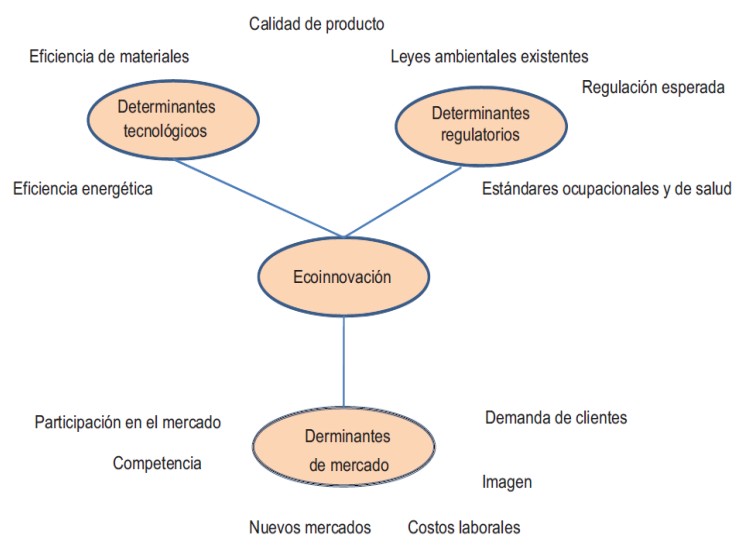 Calidad de producto
Eficiencia de materiales
Leyes ambientales existentes
Regulación esperada
Determinantes
tecnológicos
Determinantes
regulatorios
Eficiencia energética
Estándares ocupacionales y de salud
Ecoinnovación
Participación en el mercado
Demanda de clientes
Derminantes
de mercado
Competencia
Imagen
Nuevos mercados
Costos laborales